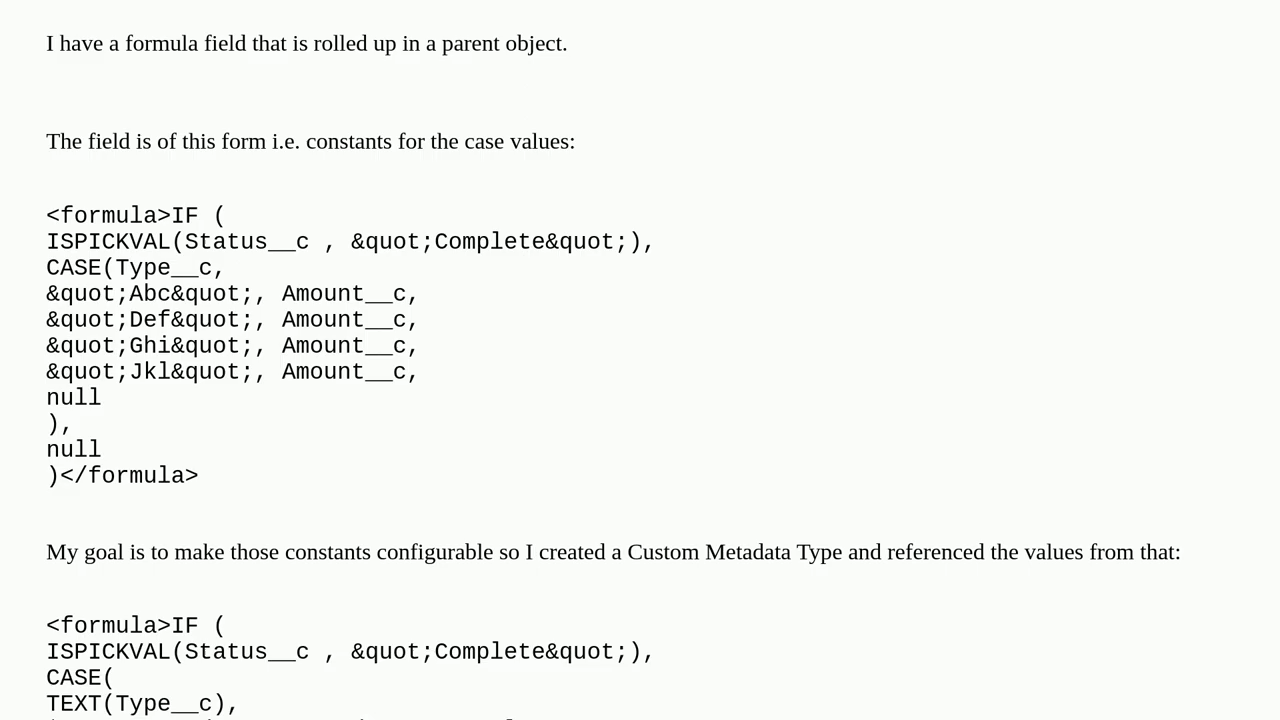 I have a formula field that is rolled up in a parent object.
The field is of this form i.e. constants for the case values:
<formula>IF (
ISPICKVAL(Status__c , &quot;Complete&quot;),
CASE(Type__c,
&quot;Abc&quot;, Amount__c,
&quot;Def&quot;, Amount__c,
&quot;Ghi&quot;, Amount__c,
&quot;Jkl&quot;, Amount__c,
null
),
null
)</formula>
My goal is to make those constants configurable so I created a Custom Metadata Type and referenced the values from that:
<formula>IF (
ISPICKVAL(Status__c , &quot;Complete&quot;),
CASE(
TEXT(Type__c),